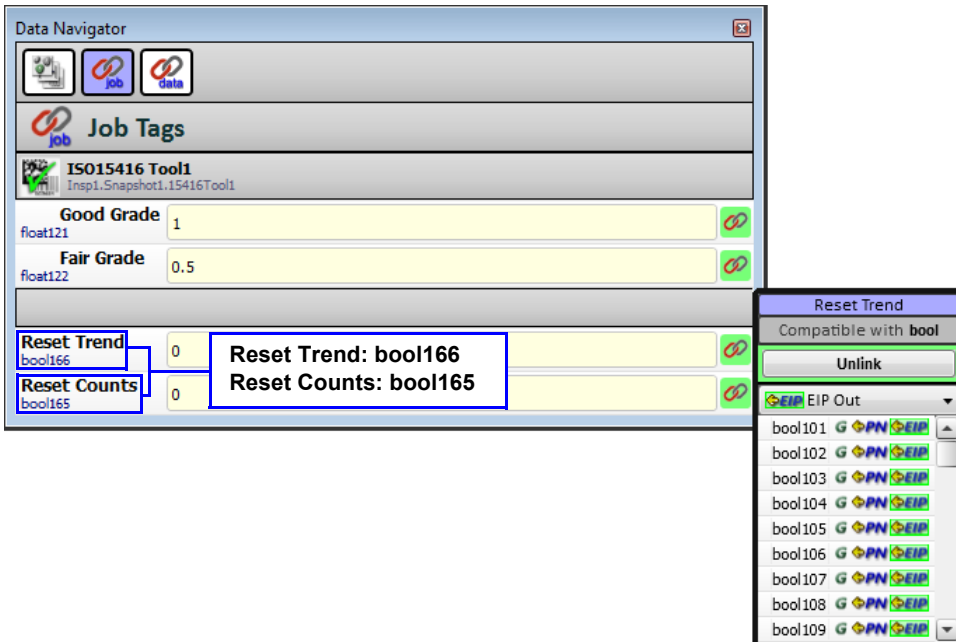 Data Navigator
job
data
job
Job Tags
ISO15416 Tool1
Insp1.Snapshot1.15416Tool1
Good Grade
float121
1
Fair Grade
float122
0.5
Reset Trend
bool166
0
Reset Counts
bool165
0
Reset Trend: bool166
Reset Counts: bool165
Reset Trend
Compatible with bool
Unlink
EIP EIP Out
bool101 G PN EIP
bool102 G PN EIP
bool103 G PN EIP
bool104 G PN EIP
bool105 G PN EIP
bool106 G PN EIP
bool107 G PN EIP
bool108 G PN EIP
bool109 G PN EIP